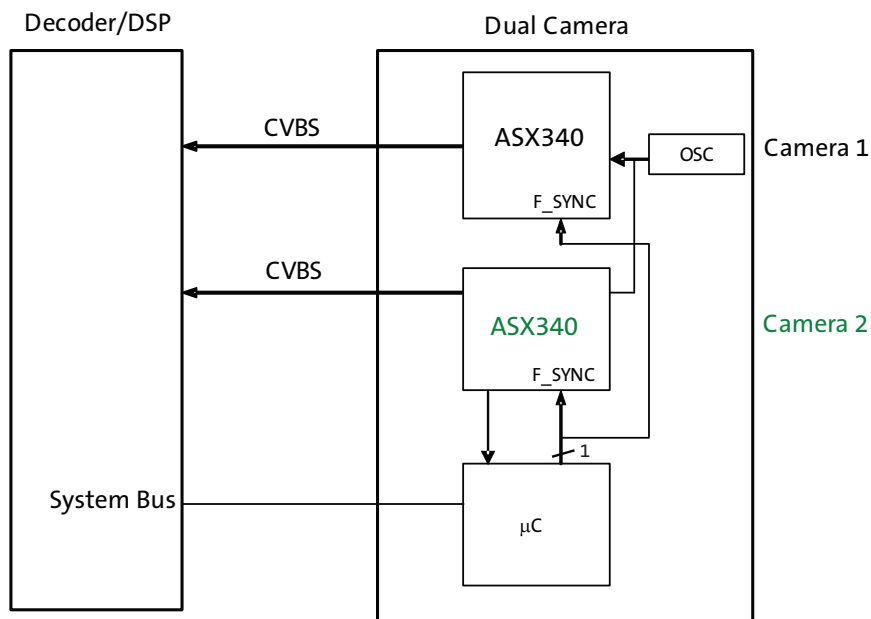 Decoder/DSP
Dual Camera
CVBS
ASX340
OSC
Camera 1
F_SYNC
CVBS
ASX340
Camera 2
F_SYNC
1
System Bus
μC